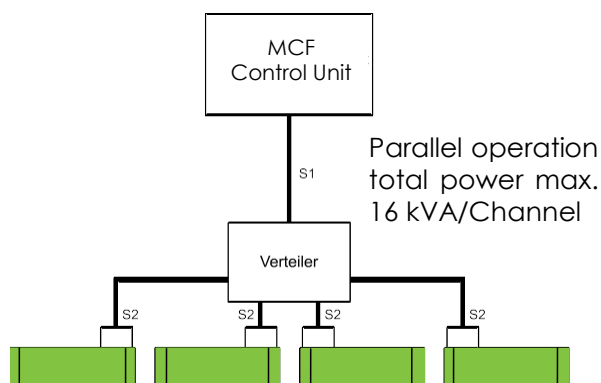 MCF
Control Unit
Parallel operation
total power max.
16 kVA/Channel
S1
Verteiler
S2
S2
S2
S2